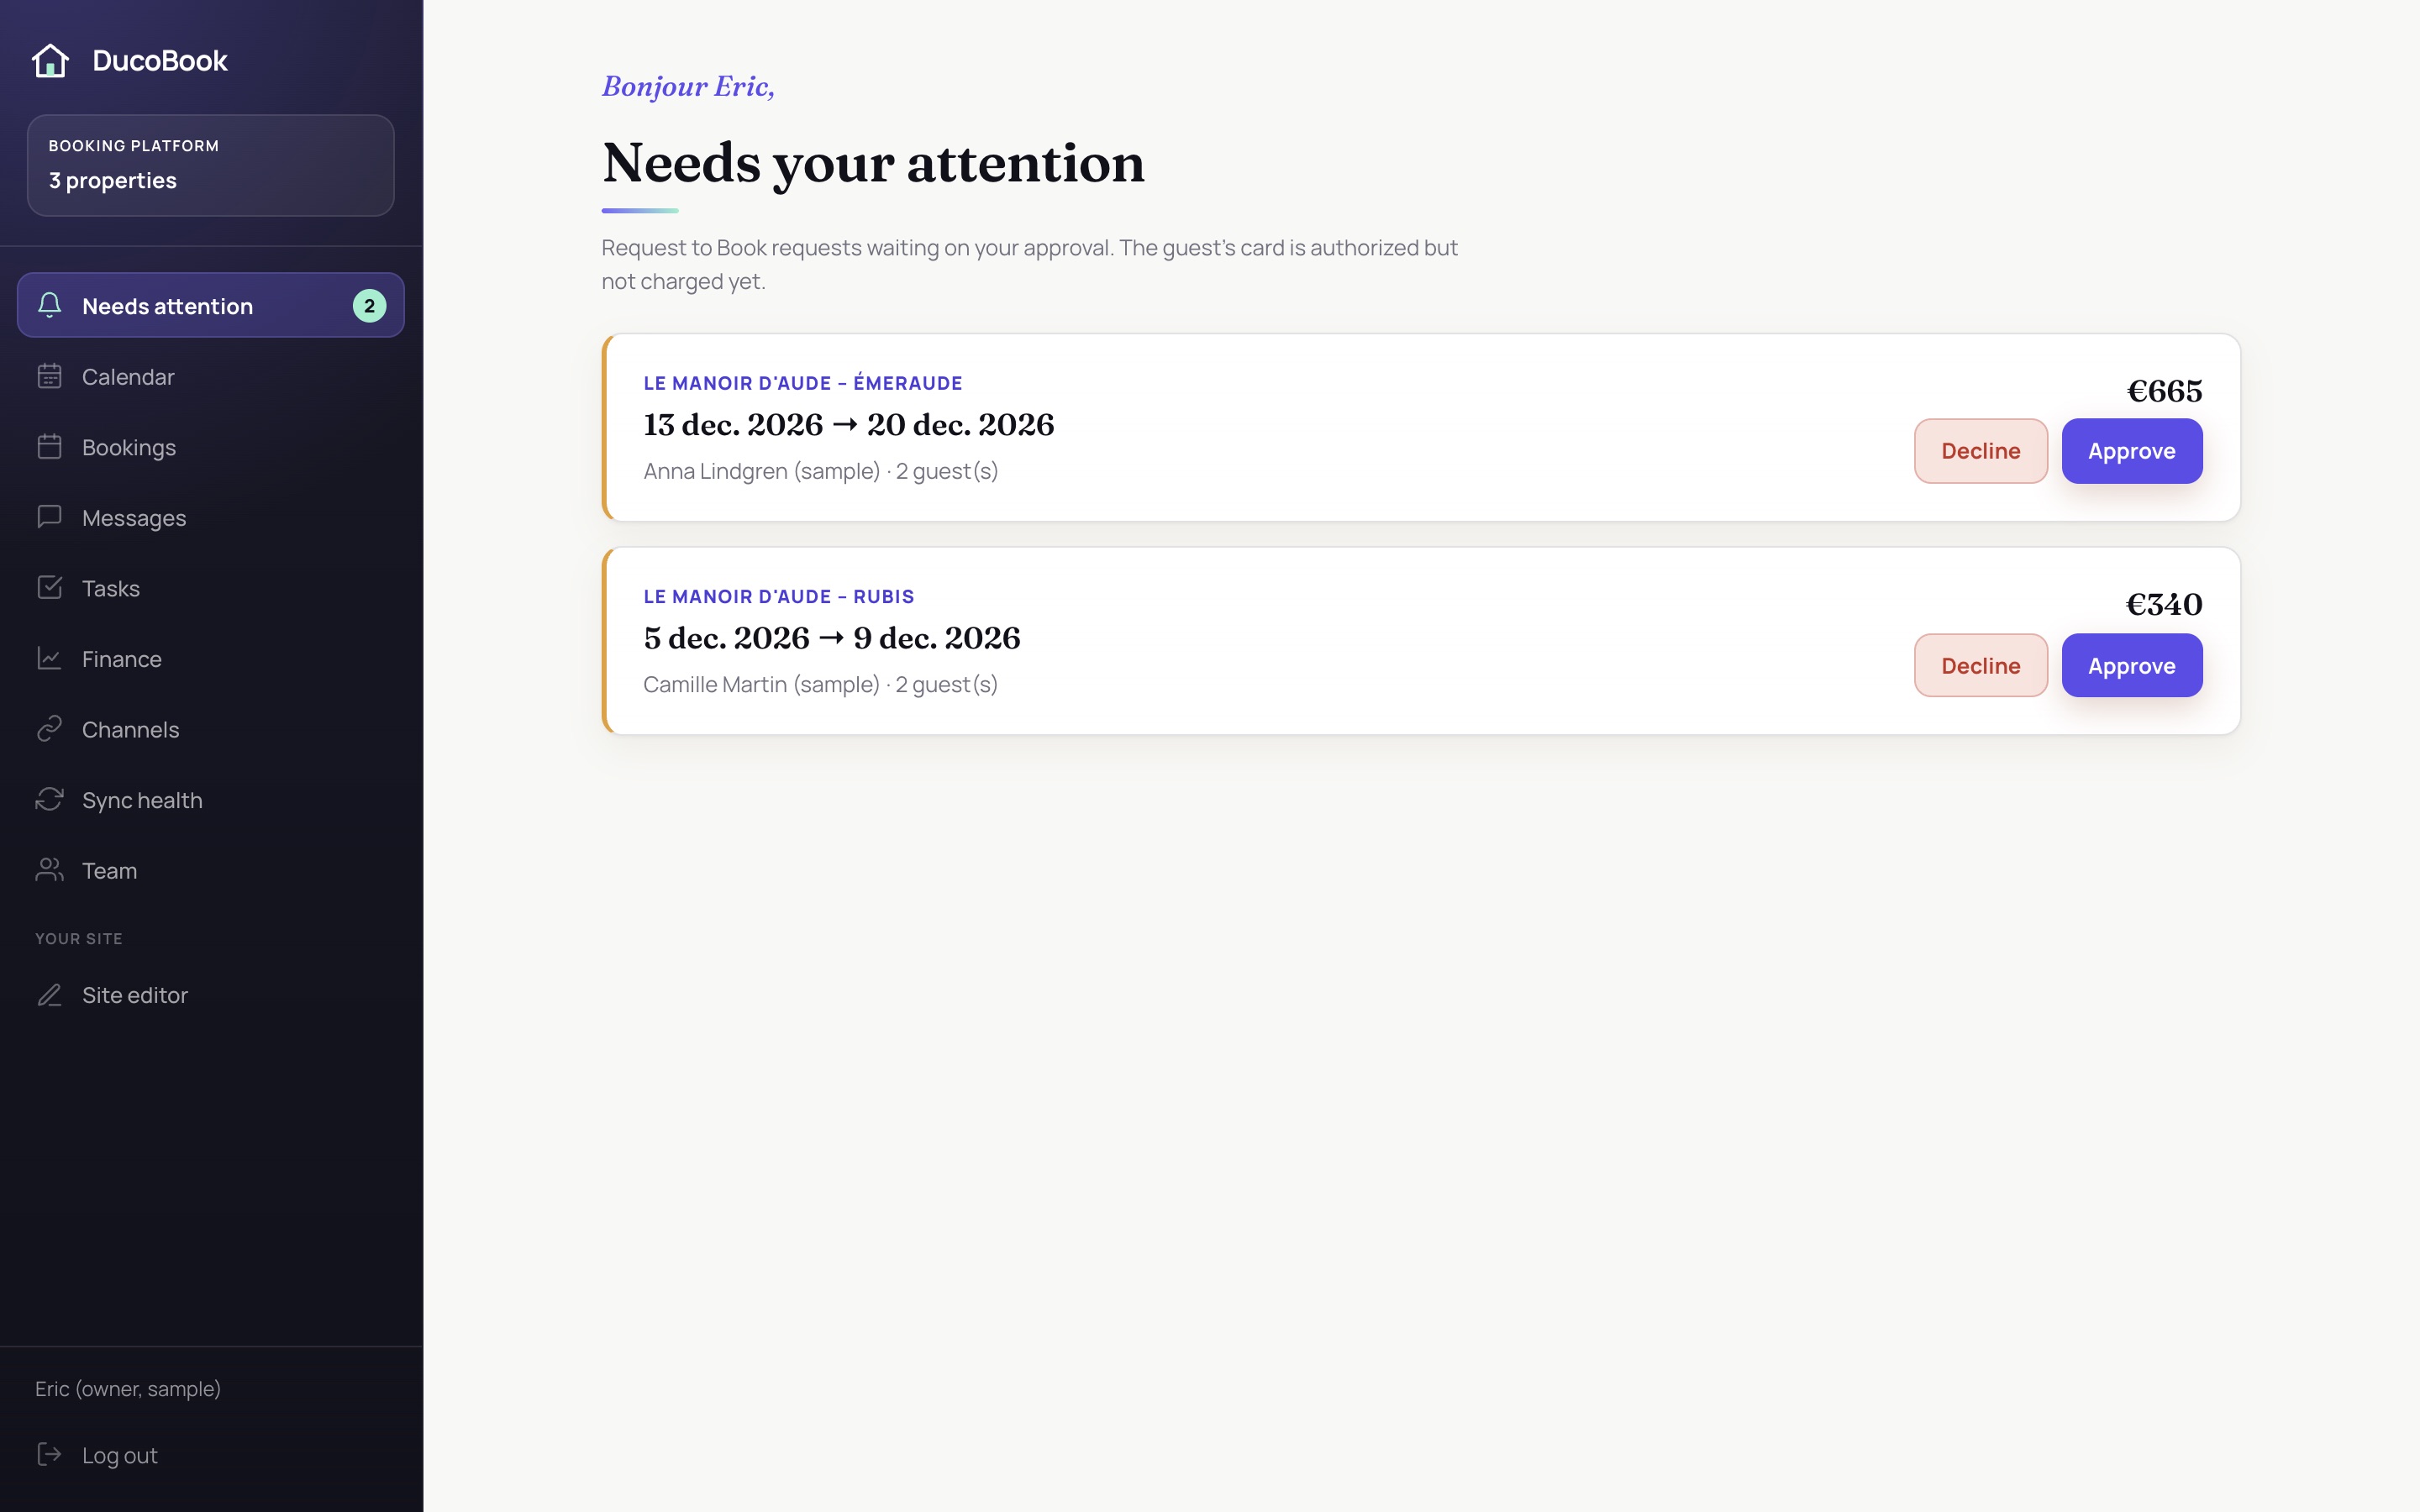 DucoBook
BOOKING PLATFORM
3 properties
Needs attention 2
Calendar
Bookings
Messages
Tasks
Finance
Channels
Sync health
Team
YOUR SITE
Site editor
Eric (owner, sample)
Log out
Bonjour Eric,
Needs your attention
Request to Book requests waiting on your approval. The guest's card is authorized but
not charged yet.
LE MANOIR D'AUDE – ÉMERAUDE
13 dec. 2026 → 20 dec. 2026
Anna Lindgren (sample) · 2 guest(s)
€665
Decline Approve
LE MANOIR D'AUDE – RUBIS
5 dec. 2026 → 9 dec. 2026
Camille Martin (sample) · 2 guest(s)
€340
Decline Approve